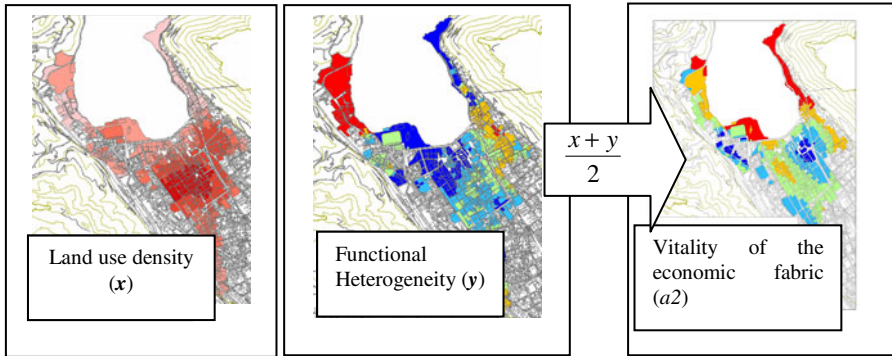 Land use density
(x)
Functional
Heterogeneity (y)
x + y
2
Vitality of the
economic fabric
(a2)